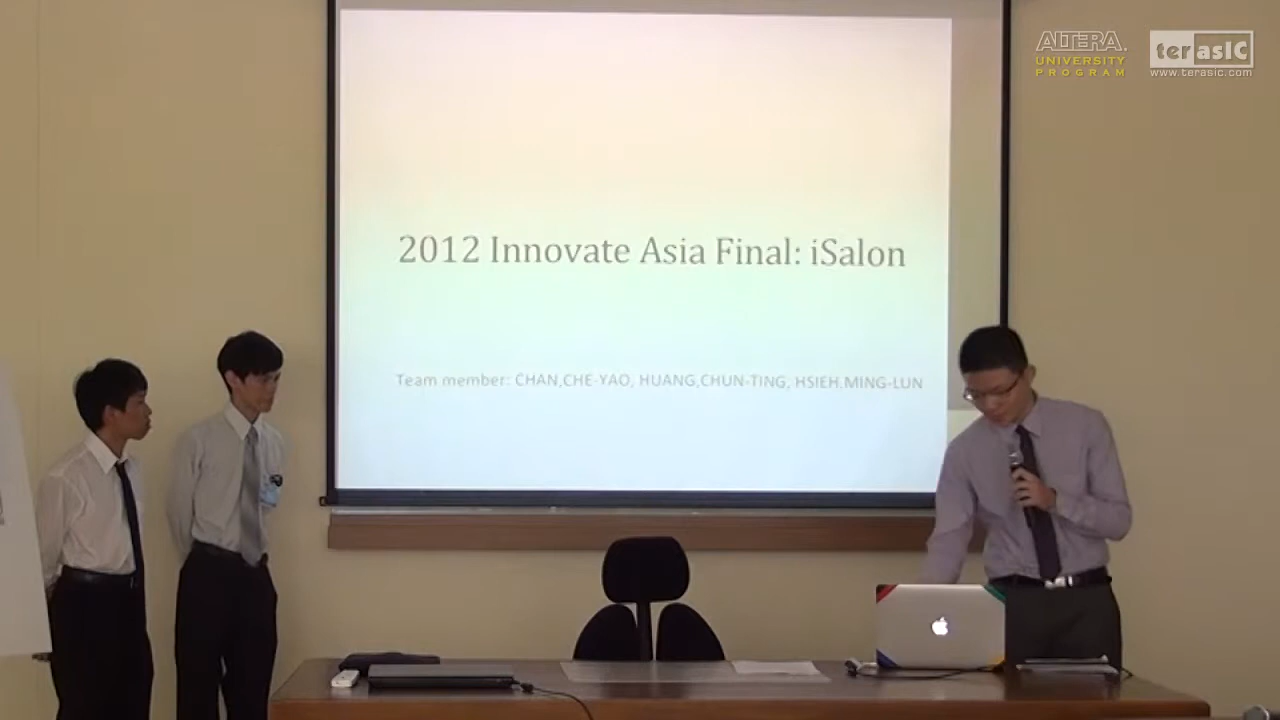 ALTERA
UNIVERSITY
PROGRAM
terasIC
www.terasic.com
2012 Innovate Asia Final: iSalon
Team member: CHAN,CHE-YAO, HUANG,CHUN-TING, HSIEH,MING-LUN